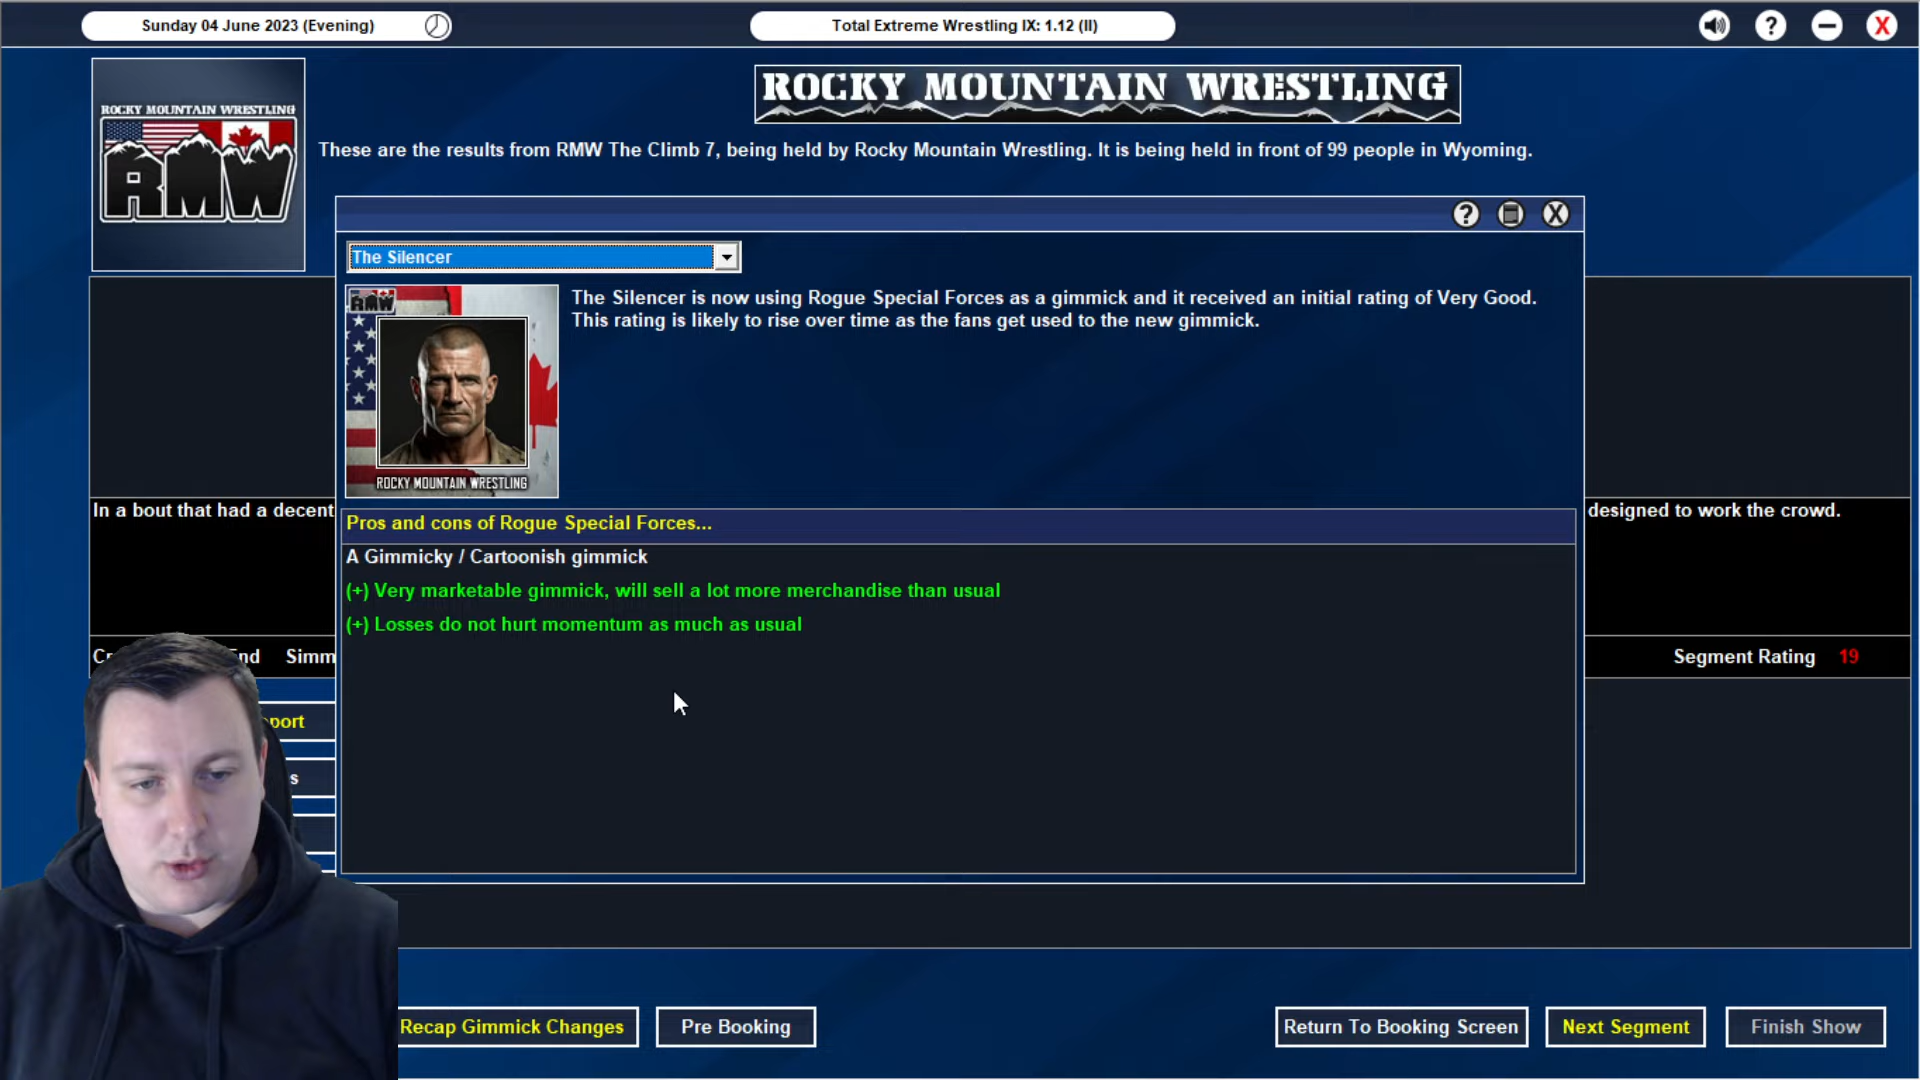 Sunday 04 June 2023 (Evening)
Total Extreme Wrestling IX: 1.12 (II)
?
X
ROCKY MOUNTAIN WRESTLING
RMW
ROCKY MOUNTAIN WRESTLING
These are the results from RMW The Climb 7, being held by Rocky Mountain Wrestling. It is being held in front of 99 people in Wyoming.
?
X
The Silencer
RMW
ROCKY MOUNTAIN WRESTLING
The Silencer is now using Rogue Special Forces as a gimmick and it received an initial rating of Very Good.
This rating is likely to rise over time as the fans get used to the new gimmick.
In a bout that had a decent
designed to work the crowd.
Pros and cons of Rogue Special Forces...
A Gimmicky / Cartoonish gimmick
(+) Very marketable gimmick, will sell a lot more merchandise than usual
(+) Losses do not hurt momentum as much as usual
Segment Rating 19
Recap Gimmick Changes
Pre Booking
Return To Booking Screen
Next Segment
Finish Show